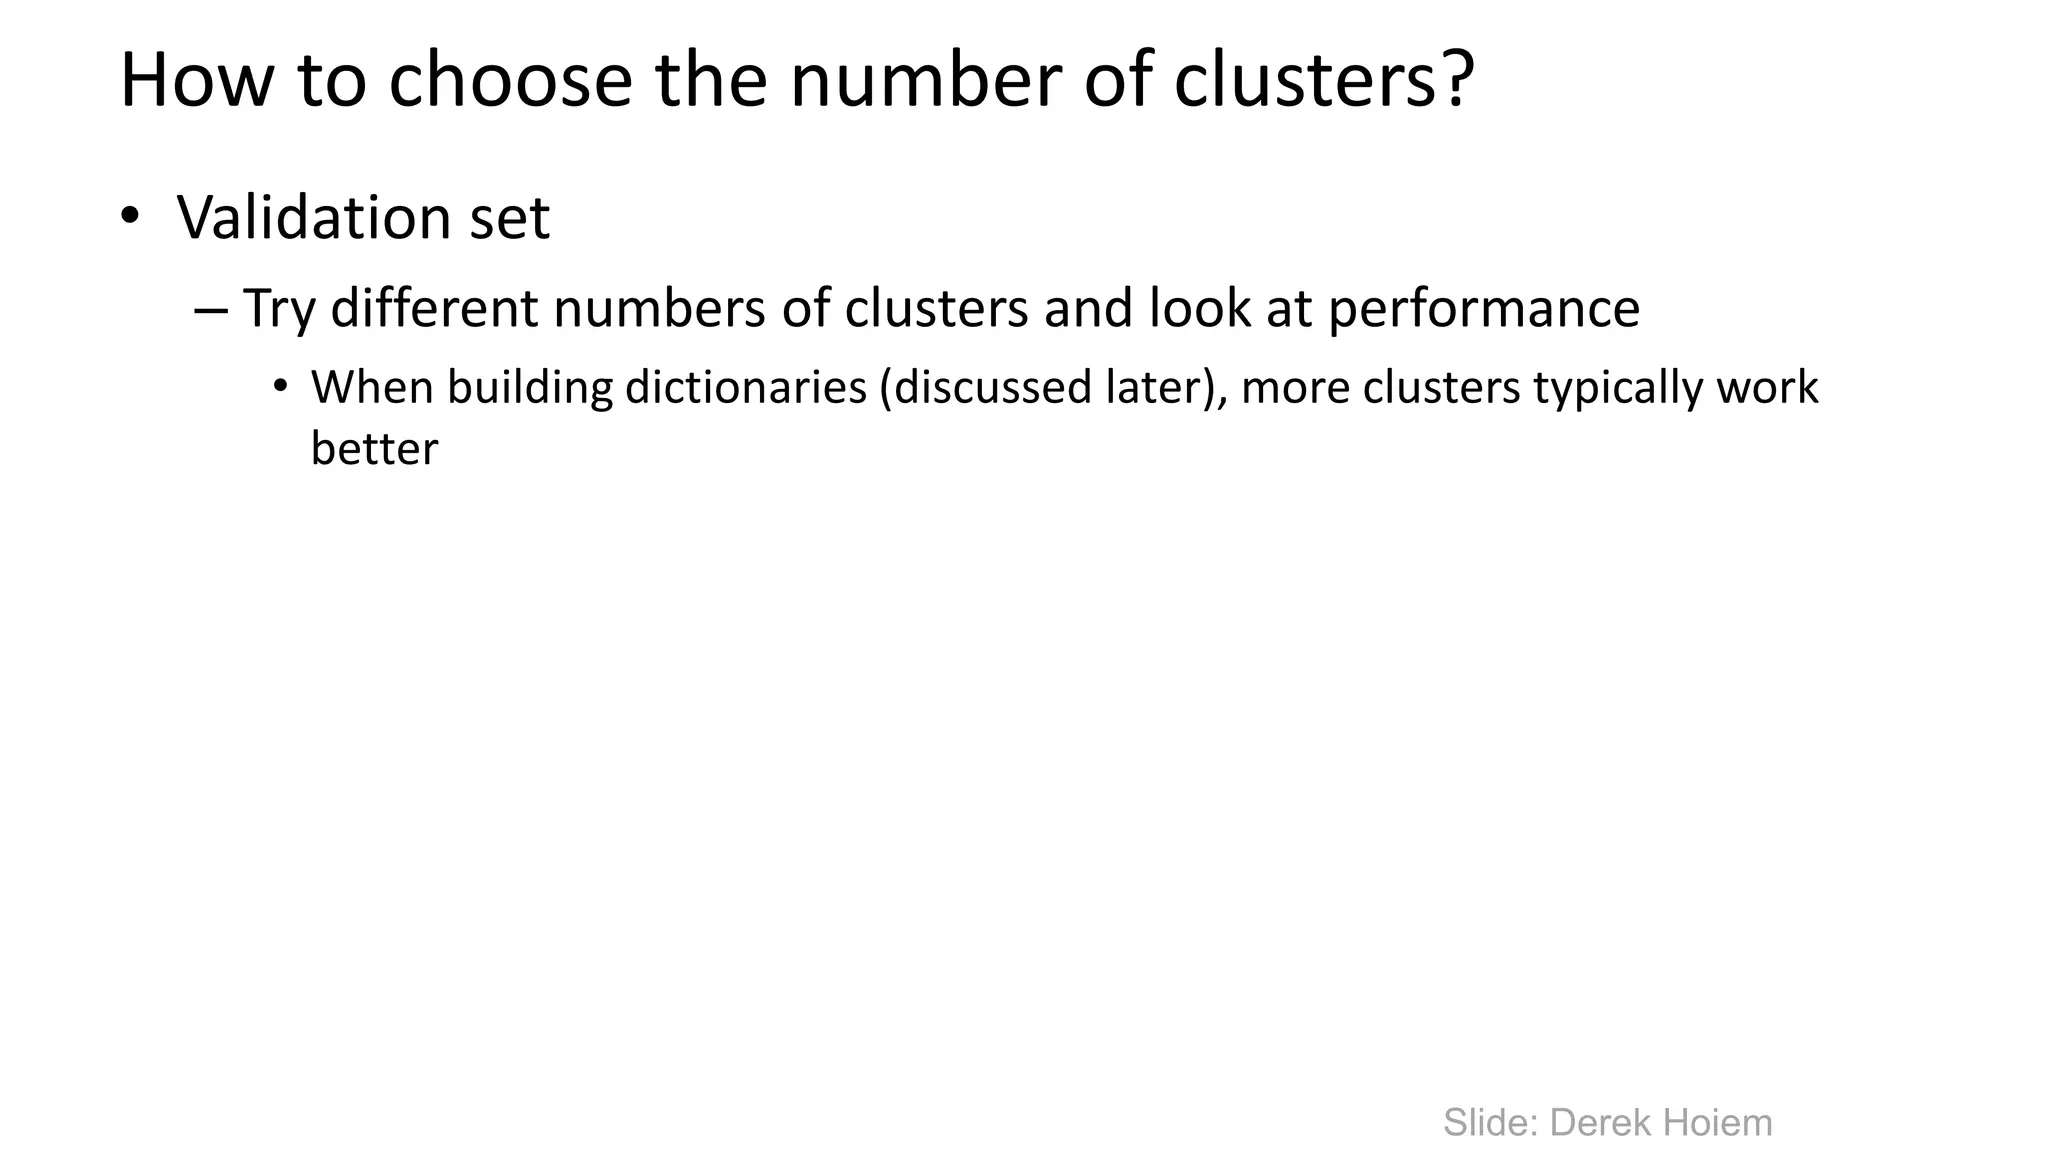 How to choose the number of clusters?
• Validation set
– Try different numbers of clusters and look at performance
• When building dictionaries (discussed later), more clusters typically work
better
Slide: Derek Hoiem